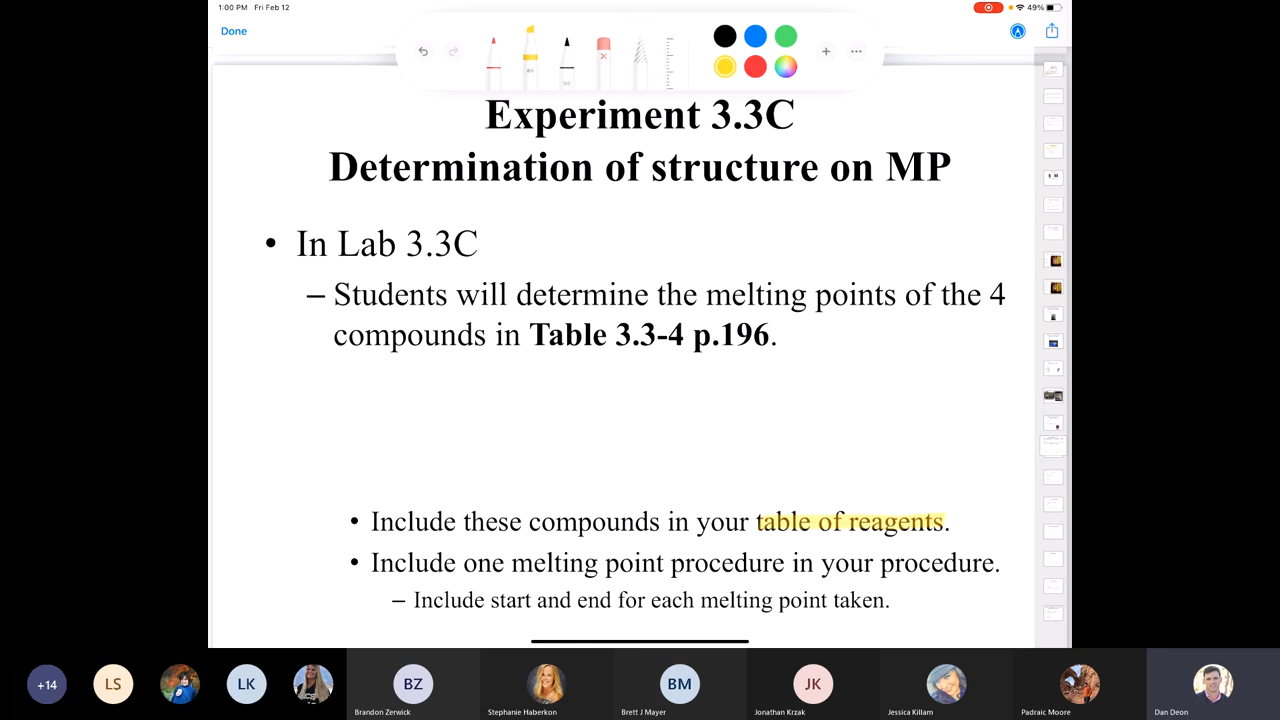 1:00 PM Fri Feb 12
49%
Done
Experiment 3.3C
Determination of structure on MP
• In Lab 3.3C
– Students will determine the melting points of the 4
compounds in Table 3.3-4 p.196.
• Include these compounds in your table of reagents.
• Include one melting point procedure in your procedure.
– Include start and end for each melting point taken.
+14
LS
LK
BZ
BM
JK
Brandon Zerwick
Stephanie Haberkon
Brett J Mayer
Jonathan Krzak
Jessica Killam
Padraic Moore
Dan Deon